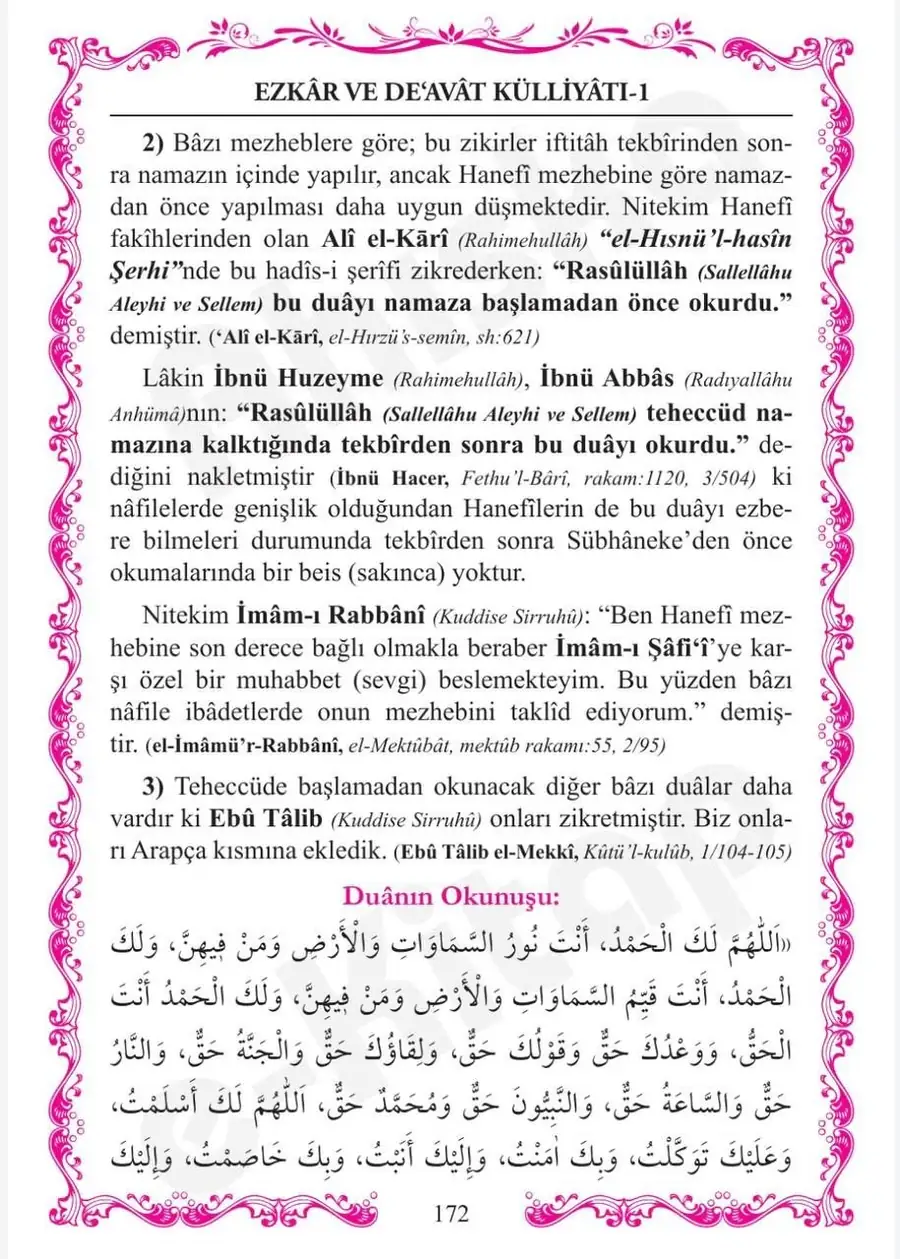 EZKÂR VE DE‘AVÂT KÜLLİYÂTI-1
2) Bâzı mezheblere göre; bu zikirler iftitâh tekbîrinden son-
ra namazın içinde yapılır, ancak Hanefî mezhebine göre namaz-
dan önce yapılması daha uygun düşmektedir. Nitekim Hanefî
fakîhlerinden olan Alî el-Kārî (Rahimehullâh) “el-Hısnü’l-hasîn
Şerhi”nde bu hadîs-i şerîfi zikrederken: “Rasûlüllâh (Sallellâhu
Aleyhi ve Sellem) bu duâyı namaza başlamadan önce okurdu.”
demiştir. (‘Alî el-Kārî, el-Hırzü’s-semîn, sh:621)
Lâkin İbnü Huzeyme (Rahimehullâh), İbnü Abbâs (Radıyallâhu
Anhümâ)nın: “Rasûlüllâh (Sallellâhu Aleyhi ve Sellem) teheccüd na-
mazına kalktığında tekbîrden sonra bu duâyı okurdu.” de-
diğini nakletmiştir (İbnü Hacer, Fethu’l-Bârî, rakam:1120, 3/504) ki
nâfilelerde genişlik olduğundan Hanefîlerin de bu duâyı ezbe-
re bilmeleri durumunda tekbîrden sonra Sübhâneke’den önce
okumalarında bir beis (sakınca) yoktur.
Nitekim İmâm-ı Rabbânî (Kuddise Sirruhû): “Ben Hanefî mez-
hebine son derece bağlı olmakla beraber İmâm-ı Şâfi‘î’ye kar-
şı özel bir muhabbet (sevgi) beslemekteyim. Bu yüzden bâzı
nâfile ibâdetlerde onun mezhebini taklîd ediyorum.” demiş-
tir. (el-İmâmü’r-Rabbânî, el-Mektûbât, mektûb rakamı:55, 2/95)
3) Teheccüde başlamadan okunacak diğer bâzı duâlar daha
vardır ki Ebû Tâlib (Kuddise Sirruhû) onları zikretmiştir. Biz onla-
rı Arapça kısmına ekledik. (Ebû Tâlib el-Mekkî, Kûtü’l-kulûb, 1/104-105)
Duânın Okunuşu:
«اَللّٰهُمَّ لَكَ الْحَمْدُ، أَنْتَ نُورُ السَّمَاوَاتِ وَالْأَرْضِ وَمَنْ فِيهِنَّ، وَلَكَ
الْحَمْدُ، أَنْتَ قَيِّمُ السَّمَاوَاتِ وَالْأَرْضِ وَمَنْ فِيهِنَّ، وَلَكَ الْحَمْدُ أَنْتَ
الْحَقُّ، وَوَعْدُكَ حَقٌّ وَقَوْلُكَ حَقٌّ، وَلِقَاؤُكَ حَقٌّ وَالْجَنَّةُ حَقٌّ، وَالنَّارُ
حَقٌّ وَالسَّاعَةُ حَقٌّ، وَالنَّبِيُّونَ حَقٌّ وَمُحَمَّدٌ حَقٌّ، اَللّٰهُمَّ لَكَ أَسْلَمْتُ،
وَعَلَيْكَ تَوَكَّلْتُ، وَبِكَ اٰمَنْتُ، وَإِلَيْكَ أَنَبْتُ، وَبِكَ خَاصَمْتُ، وَإِلَيْكَ
172